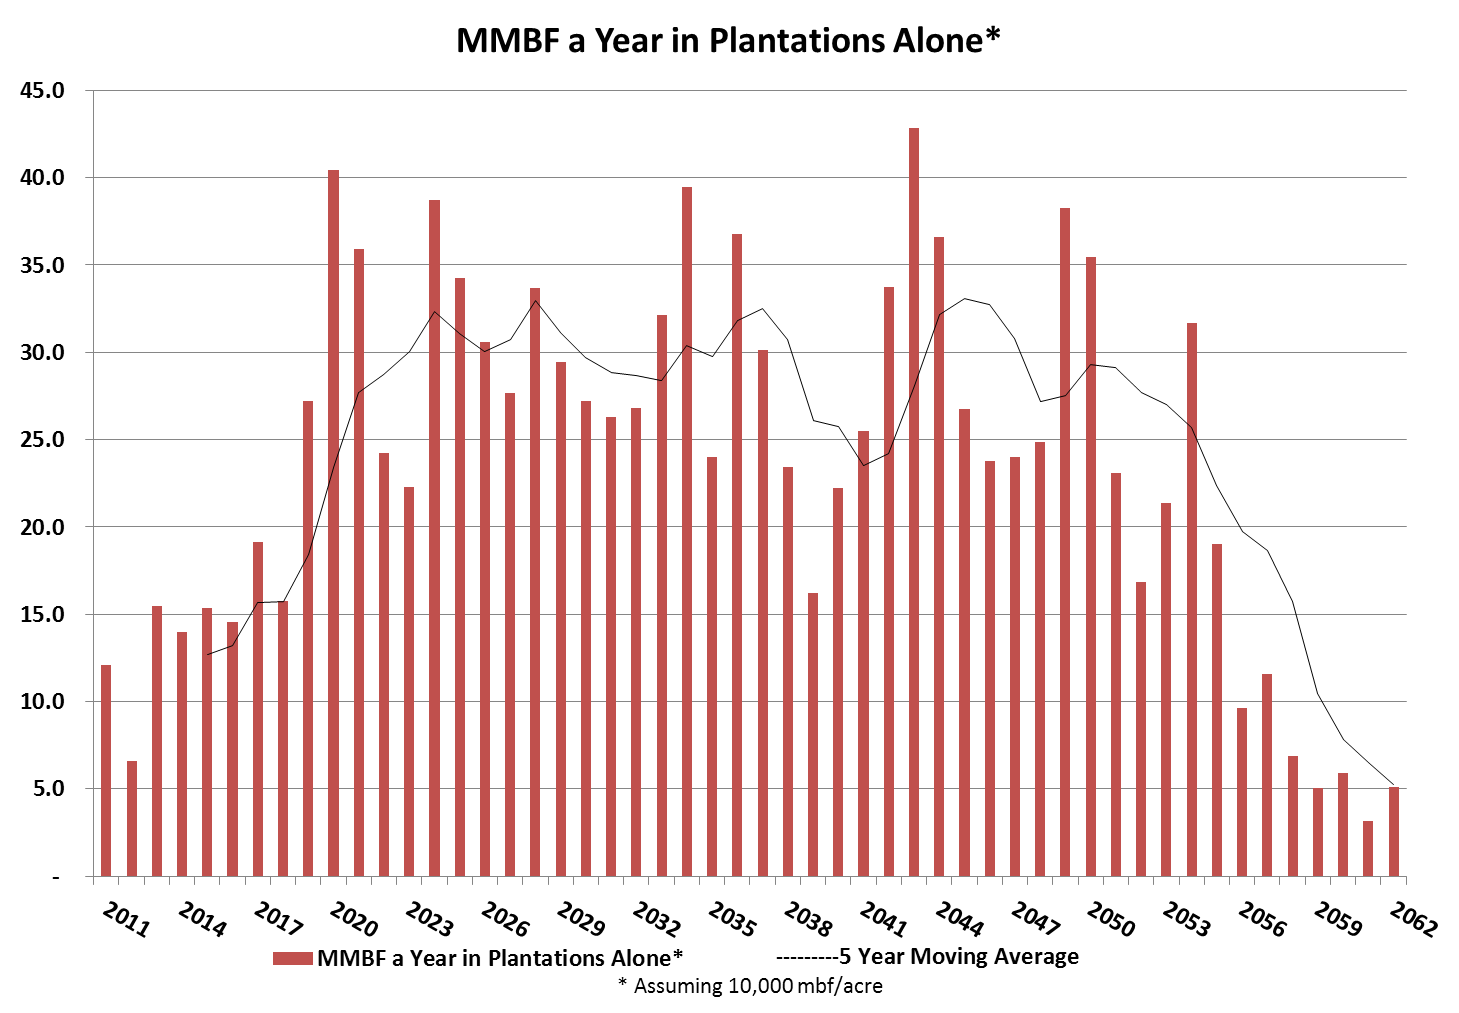 MMBF a Year in Plantations Alone*
45.0
40.0
35.0
30.0
25.0
20.0
15.0
10.0
5.0
-
2011 2014 2017 2020 2023 2026 2029 2032 2035 2038 2041 2044 2047 2050 2053 2056 2059 2062
MMBF a Year in Plantations Alone* ---------5 Year Moving Average
* Assuming 10,000 mbf/acre